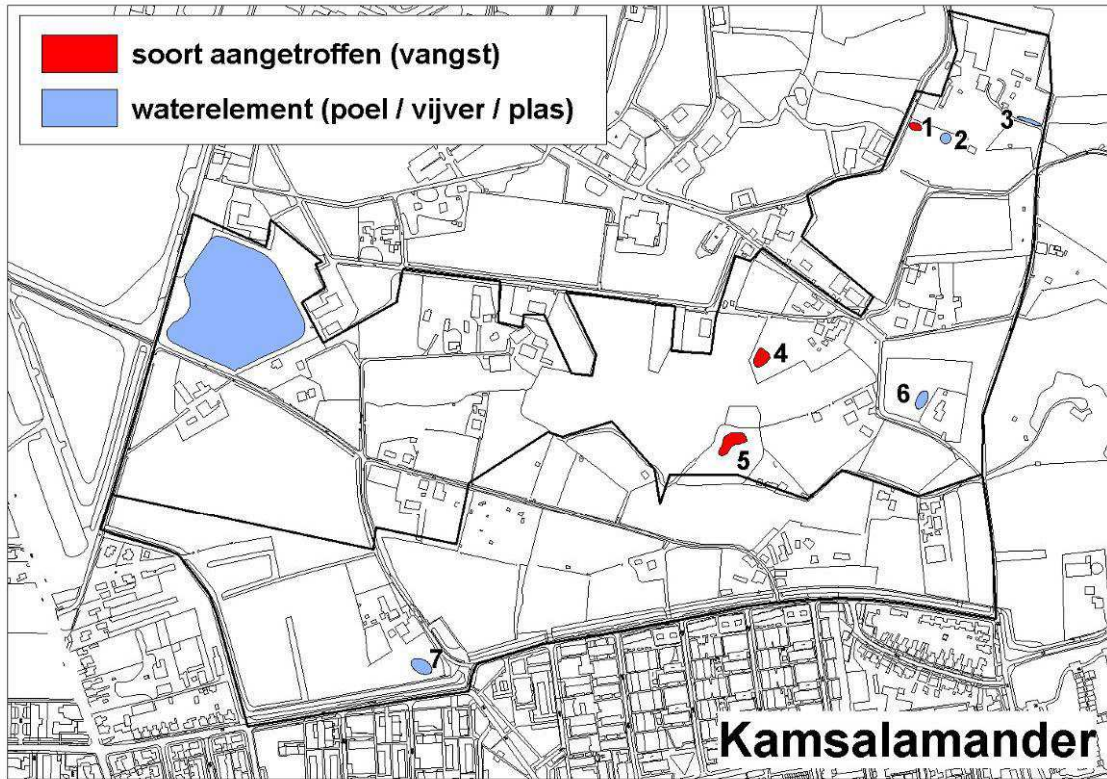 soort aangetroffen (vangst)
waterelement (poel / vijver / plas)
1
2
3
4
5
6
7
Kamsalamander